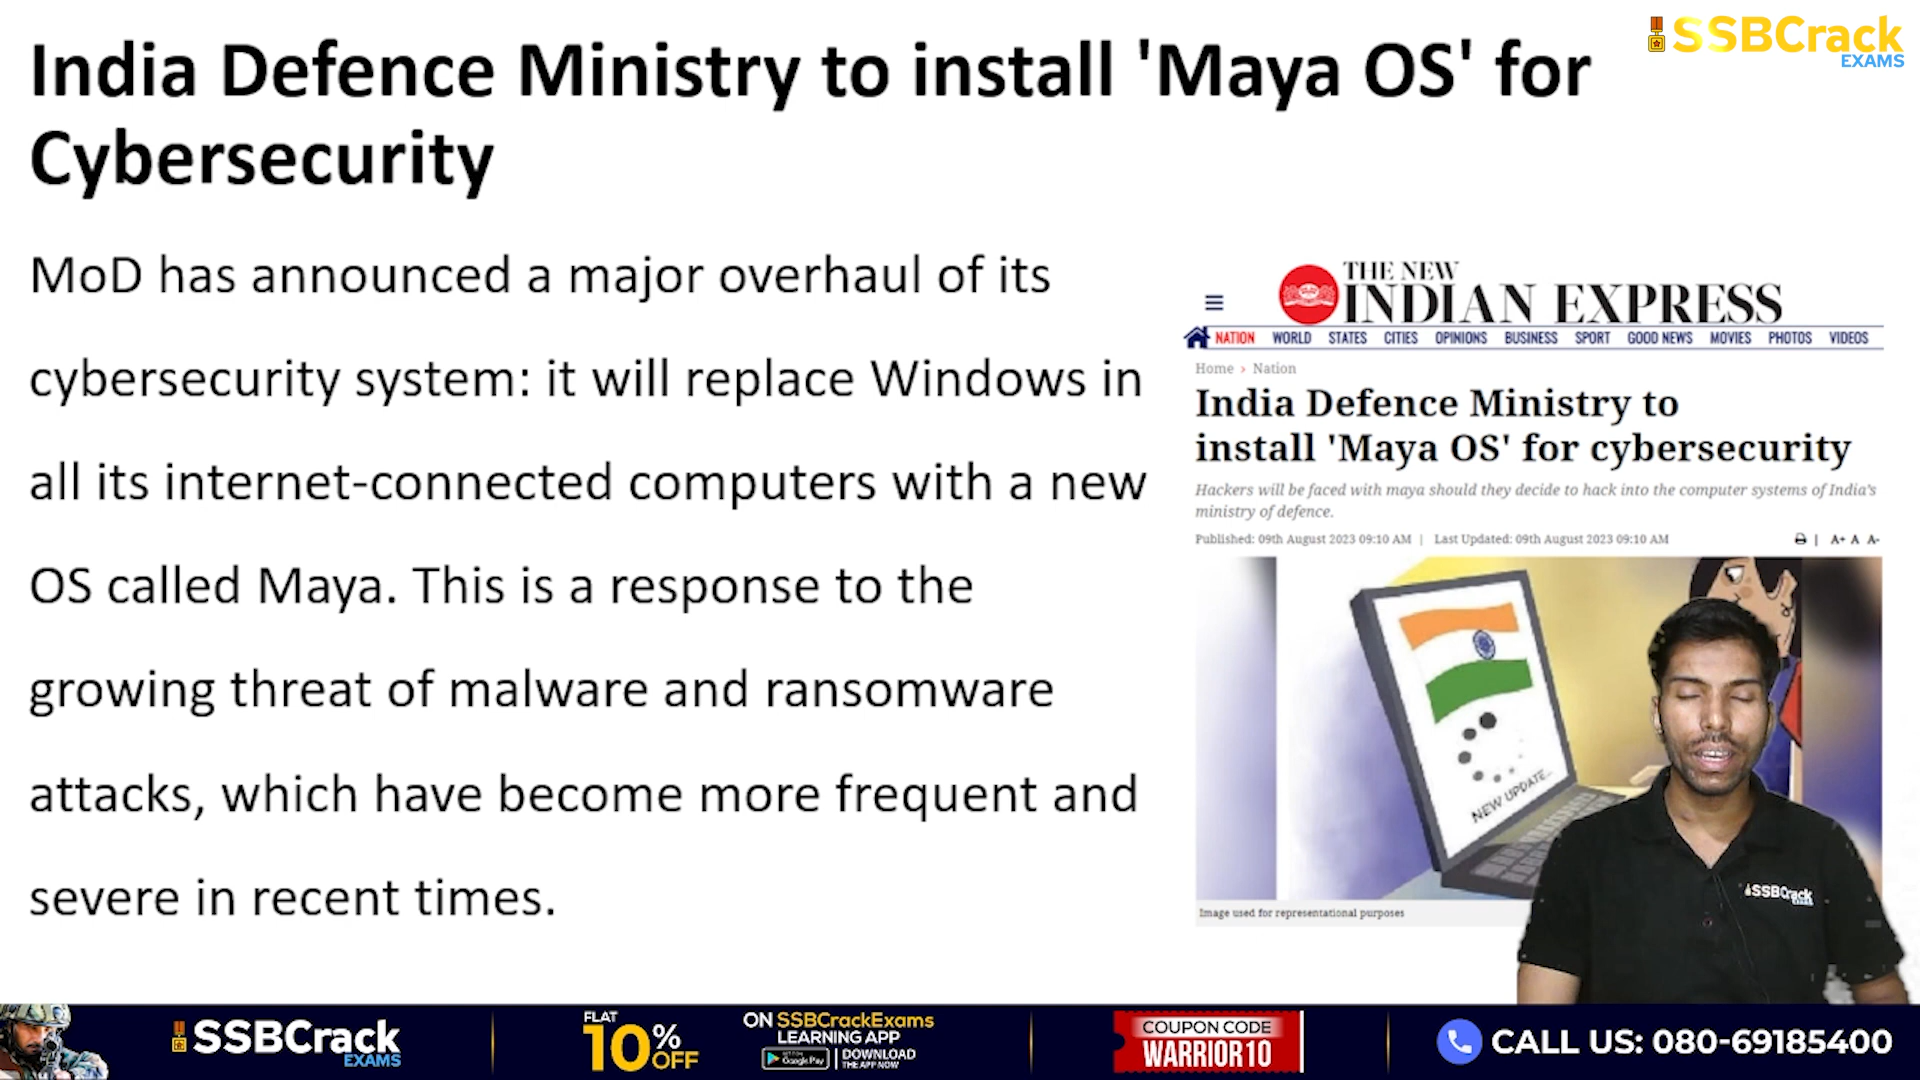 SSBCrack
EXAMS
India Defence Ministry to install 'Maya OS' for
Cybersecurity
MoD has announced a major overhaul of its
cybersecurity system: it will replace Windows in
all its internet-connected computers with a new
OS called Maya. This is a response to the
growing threat of malware and ransomware
attacks, which have become more frequent and
severe in recent times.
THE NEW
INDIAN EXPRESS
NATION WORLD STATES CITIES OPINIONS BUSINESS SPORT GOOD NEWS MOVIES PHOTOS VIDEOS
Home › Nation
India Defence Ministry to
install 'Maya OS' for cybersecurity
Hackers will be faced with maya should they decide to hack into the computer systems of India's
ministry of defence.
Published: 09th August 2023 09:10 AM | Last Updated: 09th August 2023 09:10 AM | A+ A A-
NEW UPDATE...
Image used for representational purposes
SSBCrack
EXAMS
SSBCrack
EXAMS
FLAT
10% OFF
ON SSBCrackExams
LEARNING APP
Google Play | DOWNLOAD
THE APP NOW
COUPON CODE
WARRIOR10
CALL US: 080-69185400